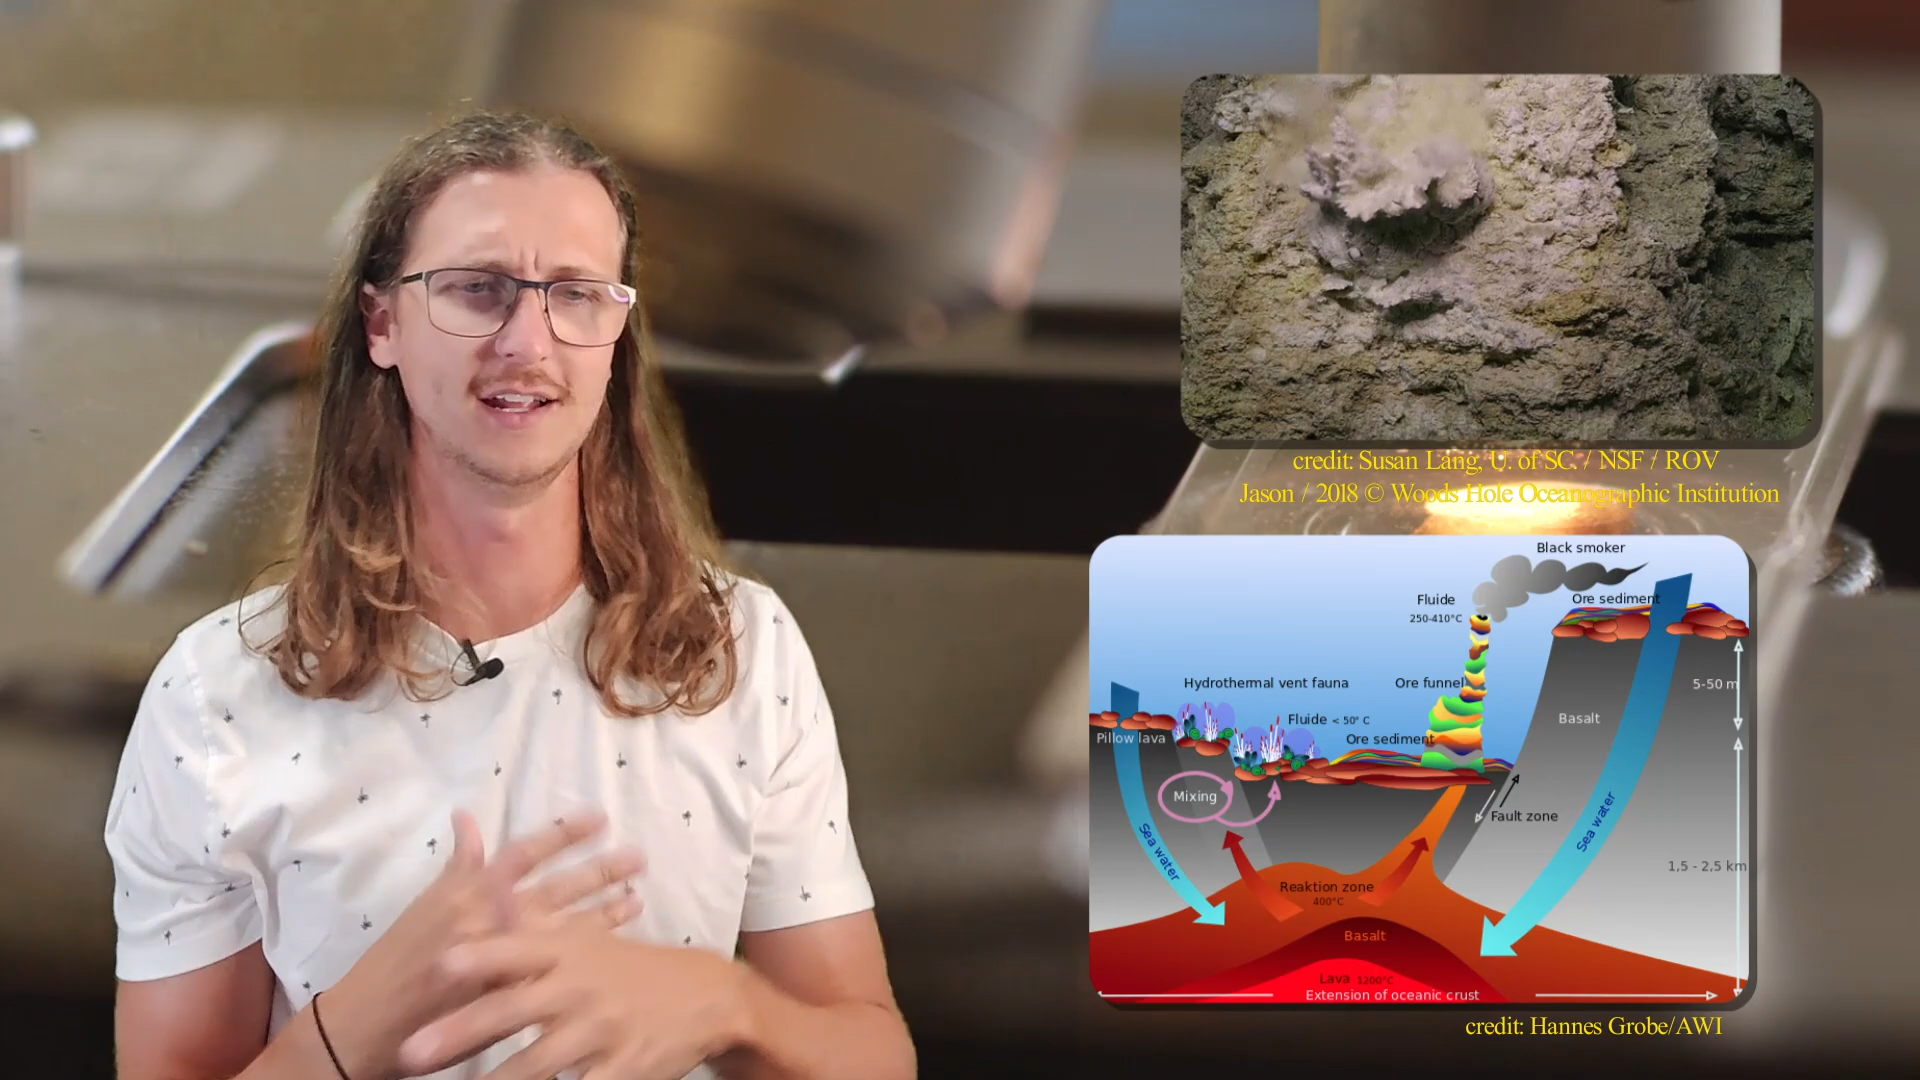 credit: Susan Lang, U. of SC. / NSF / ROV
Jason / 2018 © Woods Hole Oceanographic Institution
Black smoker
Fluide
250-410°C
Ore sediment
Hydrothermal vent fauna
Ore funnel
5-50 m
Fluide < 50° C
Basalt
Pillow lava
Ore sediment
Mixing
Fault zone
Sea water
Sea water
1,5 - 2,5 km
Reaktion zone
400°C
Basalt
Lava 1200°C
Extension of oceanic crust
credit: Hannes Grobe/AWI